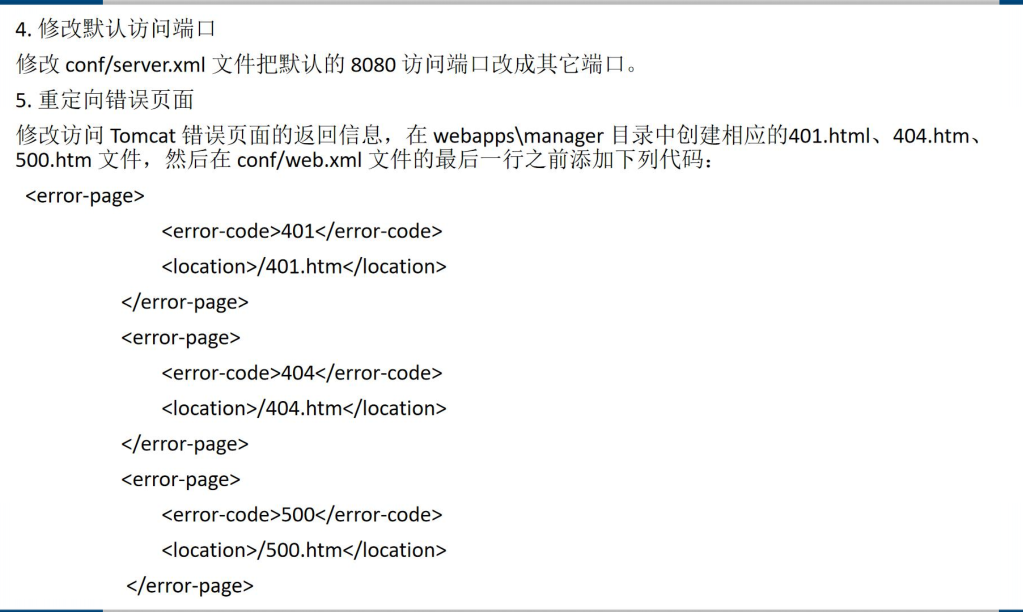 4. 修改默认访问端口
修改 conf/server.xml 文件把默认的 8080 访问端口改成其它端口。
5. 重定向错误页面
修改访问 Tomcat 错误页面的返回信息，在 webapps\manager 目录中创建相应的401.html、404.htm、
500.htm 文件，然后在 conf/web.xml 文件的最后一行之前添加下列代码：
<error-page>
<error-code>401</error-code>
<location>/401.htm</location>
</error-page>
<error-page>
<error-code>404</error-code>
<location>/404.htm</location>
</error-page>
<error-page>
<error-code>500</error-code>
<location>/500.htm</location>
</error-page>